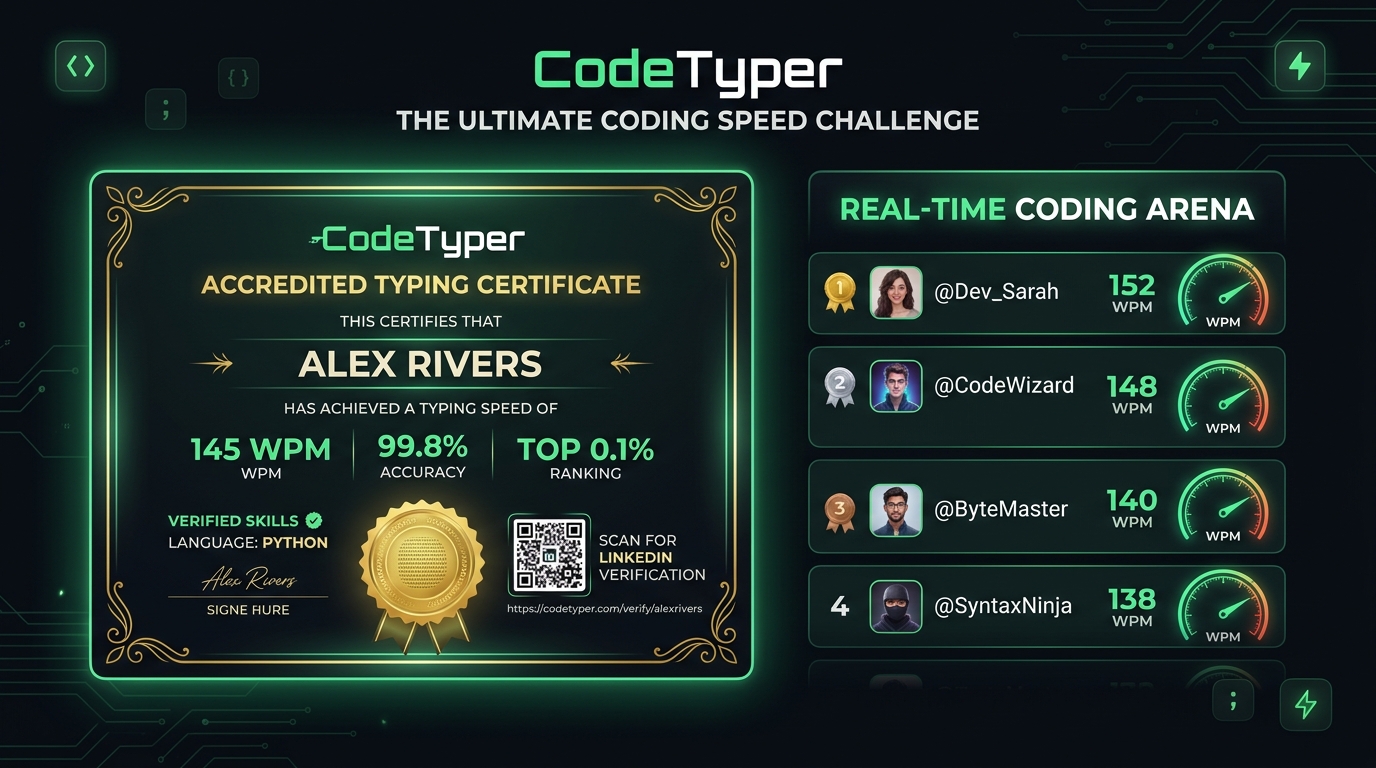 CodeTyper
THE ULTIMATE CODING SPEED CHALLENGE
CodeTyper
ACCREDITED TYPING CERTIFICATE
THIS CERTIFIES THAT
ALEX RIVERS
HAS ACHIEVED A TYPING SPEED OF
145 WPM
WPM
99.8%
ACCURACY
TOP 0.1%
RANKING
VERIFIED SKILLS
LANGUAGE: PYTHON
Alex Rivers
SIGNE HURE
SCAN FOR
LINKEDIN
VERIFICATION
https://codetyper.com/verify/alexrivers
REAL-TIME CODING ARENA
1
@Dev_Sarah
152
WPM
WPM
2
@CodeWizard
148
WPM
WPM
3
@ByteMaster
140
WPM
WPM
4
@SyntaxNinja
138
WPM
WPM